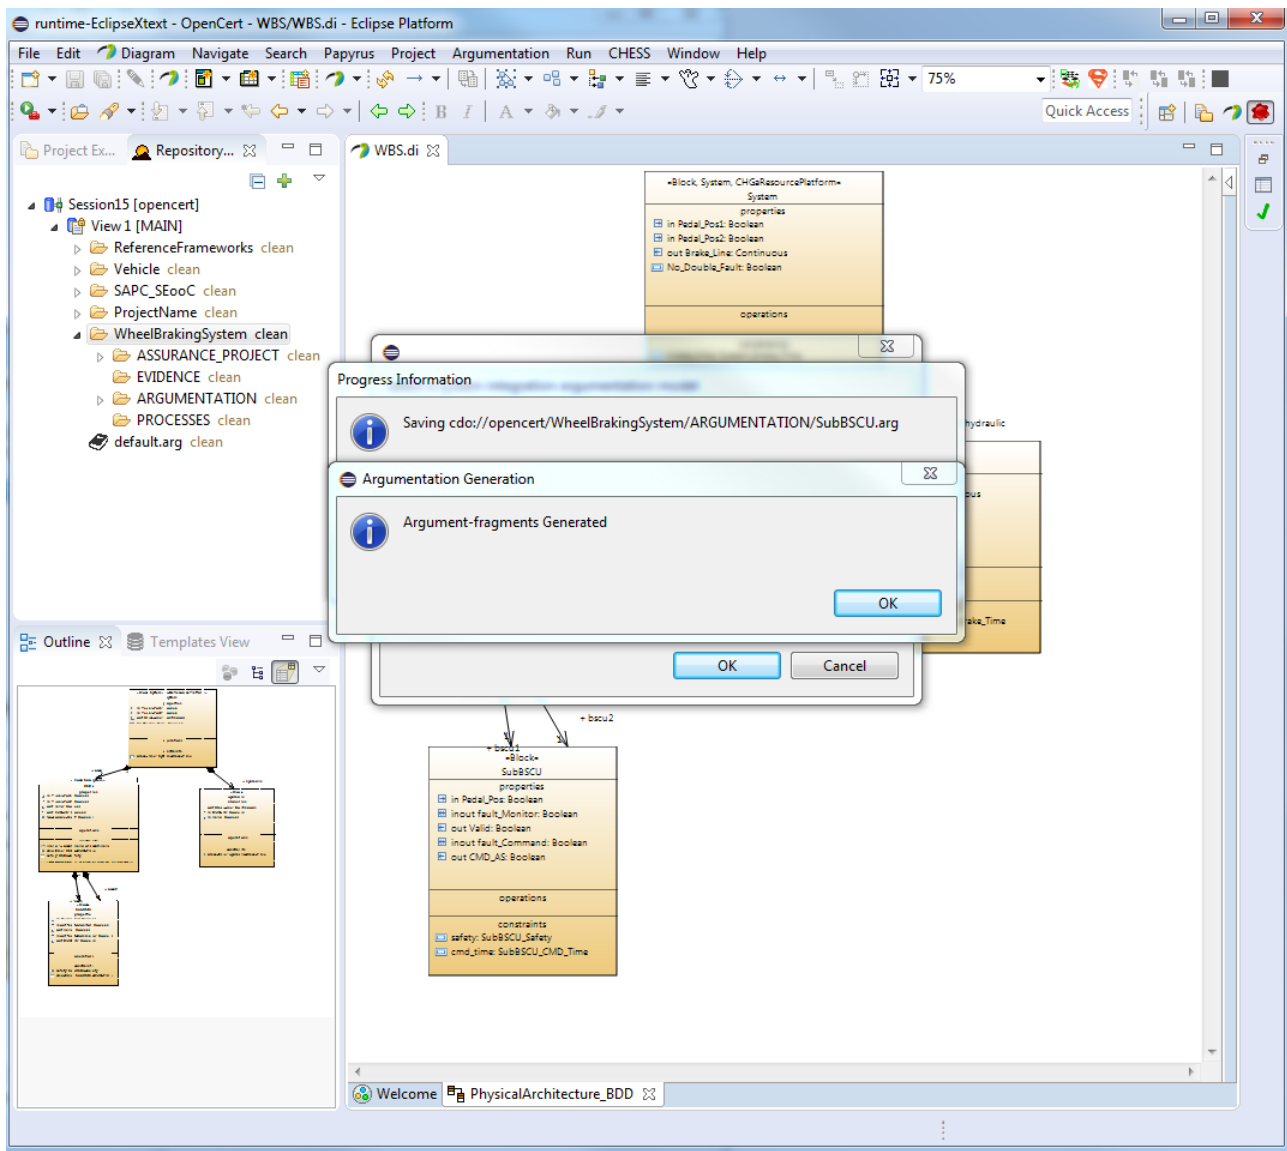 runtime-EclipseXtext - OpenCert - WBS/WBS.di - Eclipse Platform
File Edit Diagram Navigate Search Papyrus Project Argumentation Run CHESS Window Help
75%
B I A
Quick Access
Project Ex... Repository...
WBS.di
Session15 [opencert]
View 1 [MAIN]
ReferenceFrameworks clean
Vehicle clean
SAPC_SEooC clean
ProjectName clean
WheelBrakingSystem clean
ASSURANCE_PROJECT clean
EVIDENCE clean
ARGUMENTATION clean
PROCESSES clean
default.arg clean
«Block, System, CHGaResourcePlatform»
System
properties
in Pedal_Pos1: Boolean
in Pedal_Pos2: Boolean
out Brake_Line: Continuous
No_Double_Fault: Boolean
operations
Progress Information
Saving cdo://opencert/WheelBrakingSystem/ARGUMENTATION/SubBSCU.arg
hydraulic
Argumentation Generation
Argument-fragments Generated
OK
OK Cancel
Outline Templates View
+ bscu2
+ bscu1
«Block»
SubBSCU
properties
in Pedal_Pos: Boolean
inout fault_Monitor: Boolean
out Valid: Boolean
inout fault_Command: Boolean
out CMD_AS: Boolean
operations
constraints
safety: SubBSCU_Safety
cmd_time: SubBSCU_CMD_Time
Welcome PhysicalArchitecture_BDD